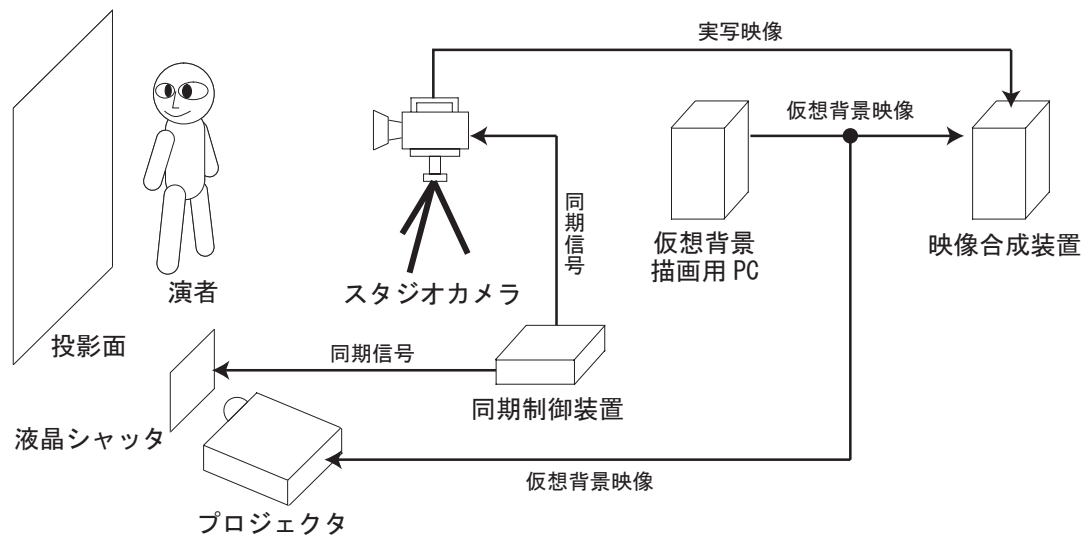 実写映像
仮想背景映像
同期信号
仮想背景
描画用 PC
映像合成装置
演者
スタジオカメラ
投影面
同期信号
同期制御装置
液晶シャッタ
仮想背景映像
プロジェクタ